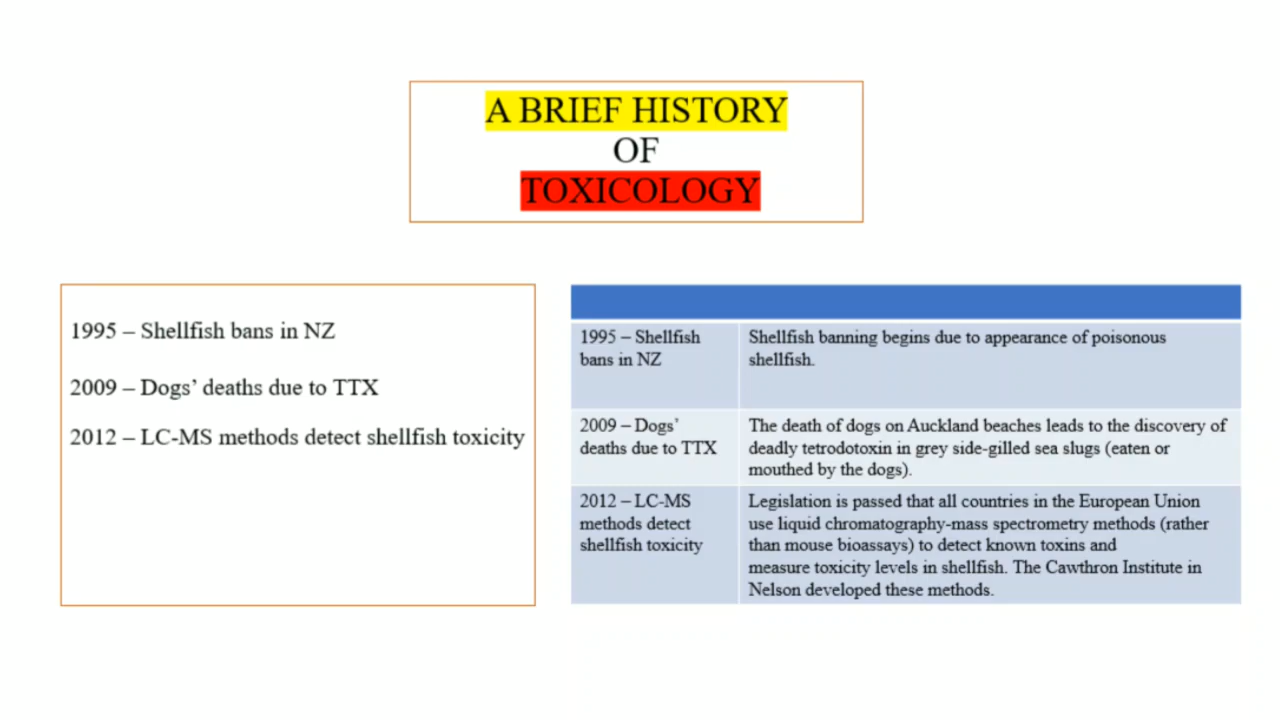 A BRIEF HISTORY
OF
TOXICOLOGY
1995 – Shellfish bans in NZ
2009 – Dogs’ deaths due to TTX
2012 – LC-MS methods detect shellfish toxicity
1995 – Shellfish
bans in NZ
Shellfish banning begins due to appearance of poisonous
shellfish.
2009 – Dogs’
deaths due to TTX
The death of dogs on Auckland beaches leads to the discovery of
deadly tetrodotoxin in grey side-gilled sea slugs (eaten or
mouthed by the dogs).
2012 – LC-MS
methods detect
shellfish toxicity
Legislation is passed that all countries in the European Union
use liquid chromatography-mass spectrometry methods (rather
than mouse bioassays) to detect known toxins and
measure toxicity levels in shellfish. The Cawthron Institute in
Nelson developed these methods.